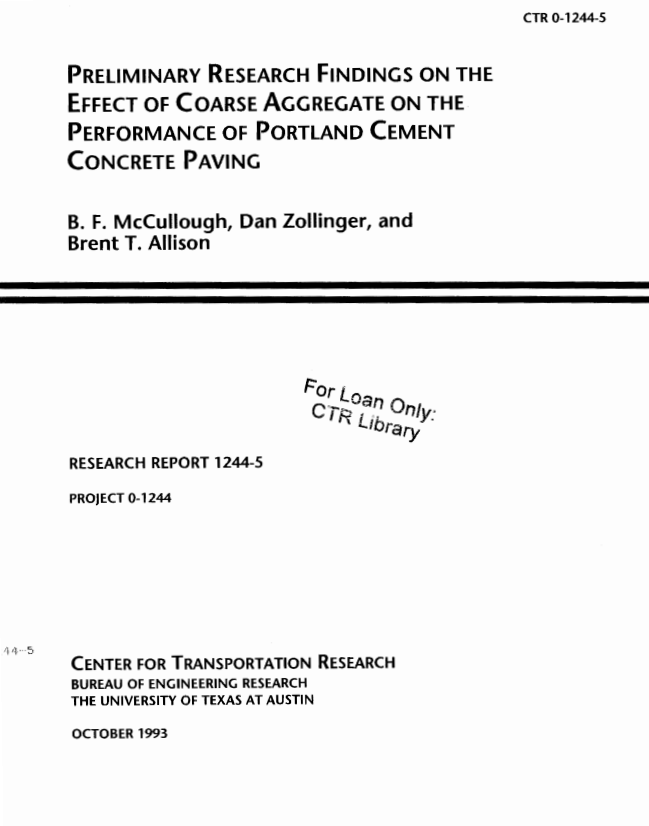 CTR 0-1244-5
PRELIMINARY RESEARCH FINDINGS ON THE
EFFECT OF COARSE AGGREGATE ON THE
PERFORMANCE OF PORTLAND CEMENT
CONCRETE PAVING
B. F. McCullough, Dan Zollinger, and
Brent T. Allison
For Loan Only:
CTR Library
RESEARCH REPORT 1244-5
PROJECT 0-1244
44-5
CENTER FOR TRANSPORTATION RESEARCH
BUREAU OF ENGINEERING RESEARCH
THE UNIVERSITY OF TEXAS AT AUSTIN
OCTOBER 1993